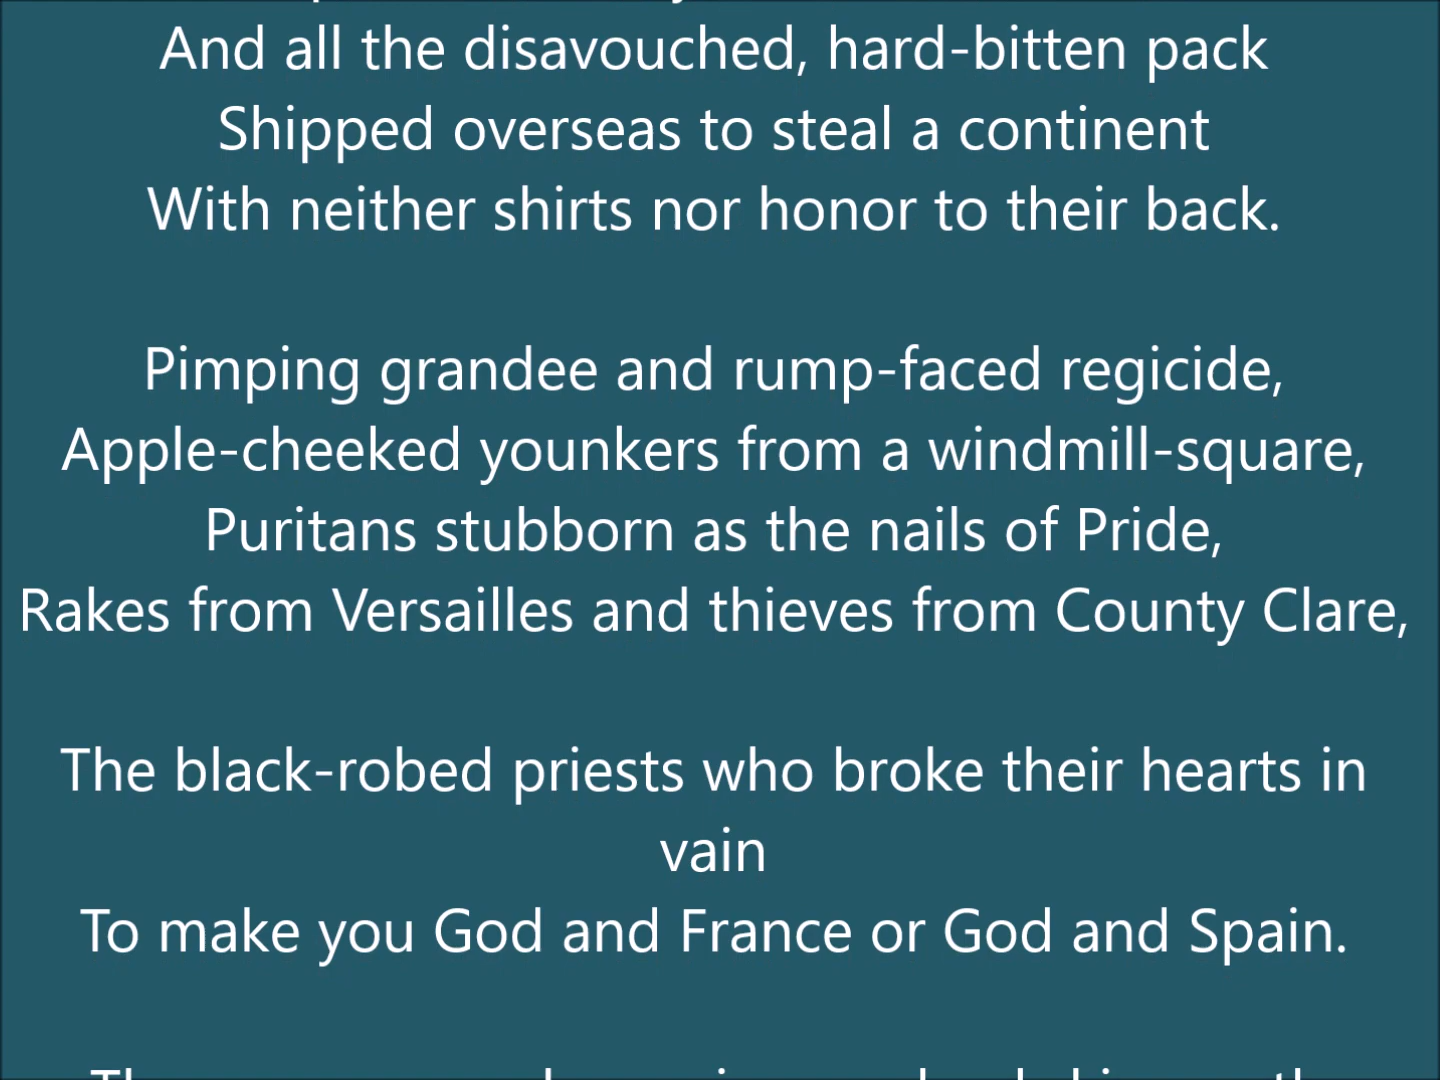 And all the disavouched, hard-bitten pack
Shipped overseas to steal a continent
With neither shirts nor honor to their back.
Pimping grandee and rump-faced regicide,
Apple-cheeked younkers from a windmill-square,
Puritans stubborn as the nails of Pride,
Rakes from Versailles and thieves from County Clare,
The black-robed priests who broke their hearts in
vain
To make you God and France or God and Spain.